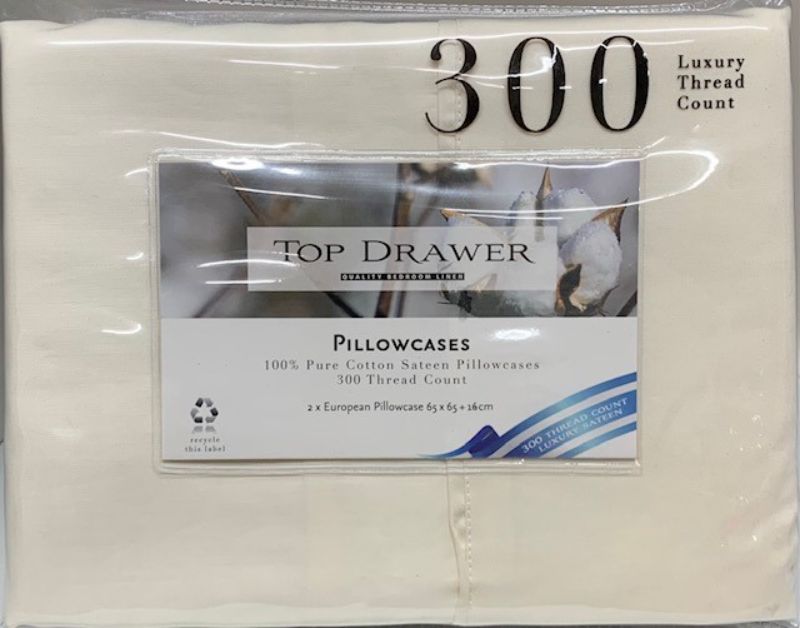 300
Luxury
Thread
Count
TOP DRAWER
QUALITY BEDROOM LINEN
PILLOWCASES
100% Pure Cotton Sateen Pillowcases
300 Thread Count
2 x European Pillowcase 65 x 65 + 16cm
recycle
this label
300 THREAD COUNT
LUXURY SATEEN